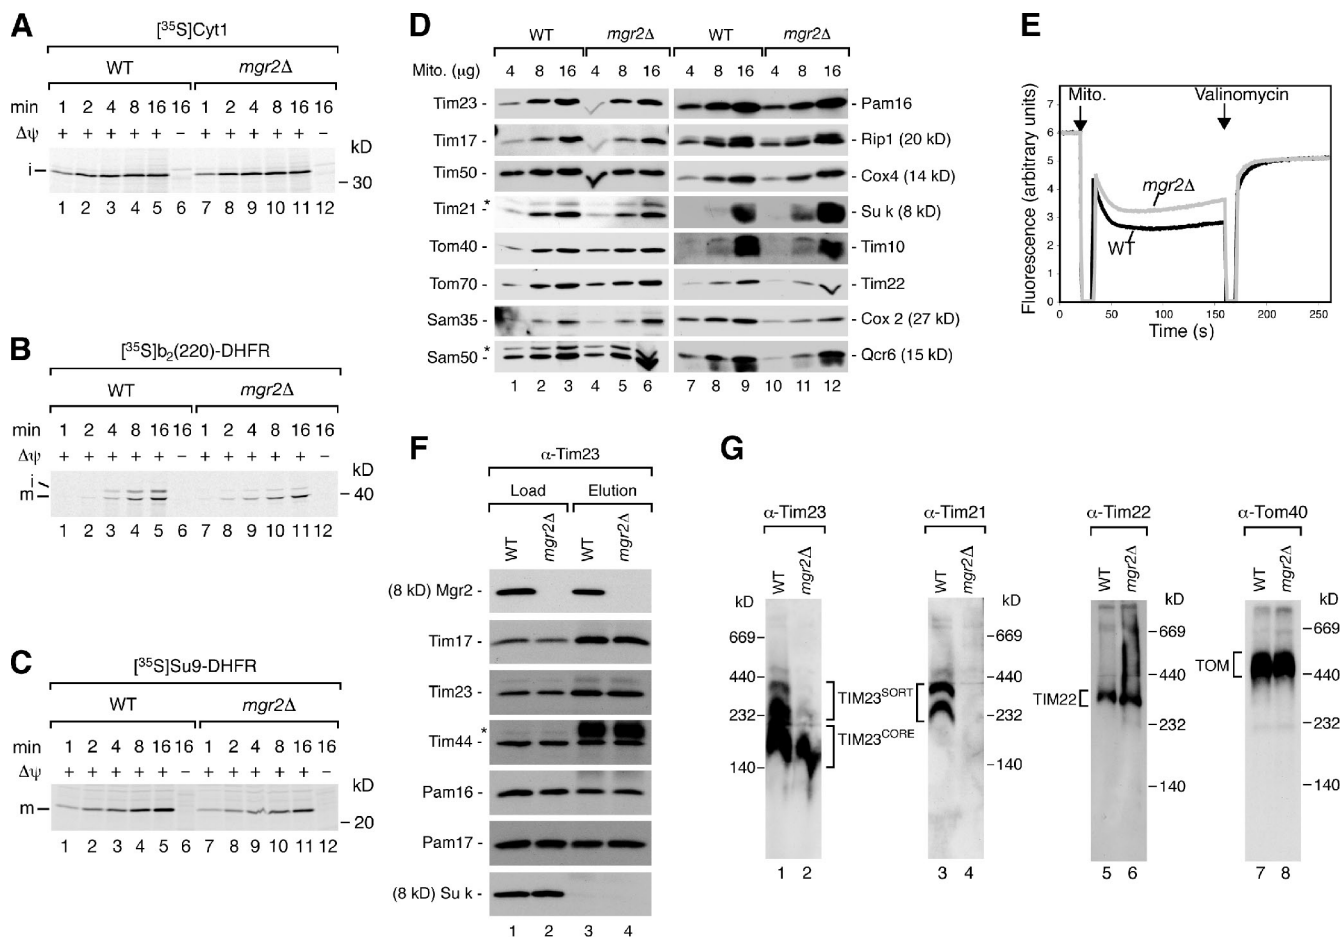 A
[35S]Cyt1
WT mgr2Δ
min 1 2 4 8 16 16 1 2 4 8 16 16
Δψ + + + + + – + + + + + –
kD
i
30
1 2 3 4 5 6 7 8 9 10 11 12
B
[35S]b2(220)-DHFR
WT mgr2Δ
min 1 2 4 8 16 16 1 2 4 8 16 16
Δψ + + + + + – + + + + + –
kD
i
m
40
1 2 3 4 5 6 7 8 9 10 11 12
C
[35S]Su9-DHFR
WT mgr2Δ
min 1 2 4 8 16 16 1 2 4 8 16 16
Δψ + + + + + – + + + + + –
kD
m
20
1 2 3 4 5 6 7 8 9 10 11 12
D
WT mgr2Δ WT mgr2Δ
Mito. (μg) 4 8 16 4 8 16 4 8 16 4 8 16
Tim23 - - Pam16
Tim17 - - Rip1 (20 kD)
Tim50 - - Cox4 (14 kD)
*
Tim21 - - Su k (8 kD)
Tom40 - - Tim10
Tom70 - - Tim22
Sam35 - - Cox 2 (27 kD)
*
Sam50 - - Qcr6 (15 kD)
1 2 3 4 5 6 7 8 9 10 11 12
E
Fluorescence (arbitrary units)
7
6
5
4
3
2
1
0
Mito. Valinomycin
mgr2Δ
WT
0 50 100 150 200 250
Time (s)
F
α-Tim23
Load Elution
WT mgr2Δ WT mgr2Δ
(8 kD) Mgr2 -
Tim17 -
Tim23 -
*
Tim44 -
Pam16 -
Pam17 -
(8 kD) Su k -
1 2 3 4
G
α-Tim23 α-Tim21 α-Tim22 α-Tom40
WT mgr2Δ WT mgr2Δ WT mgr2Δ WT mgr2Δ
kD
669
440
232
140
TIM23SORT
TIM23CORE
1 2
kD
669
440
232
140
3 4
TIM22
kD
669
440
232
140
5 6
TOM
kD
669
440
232
140
7 8